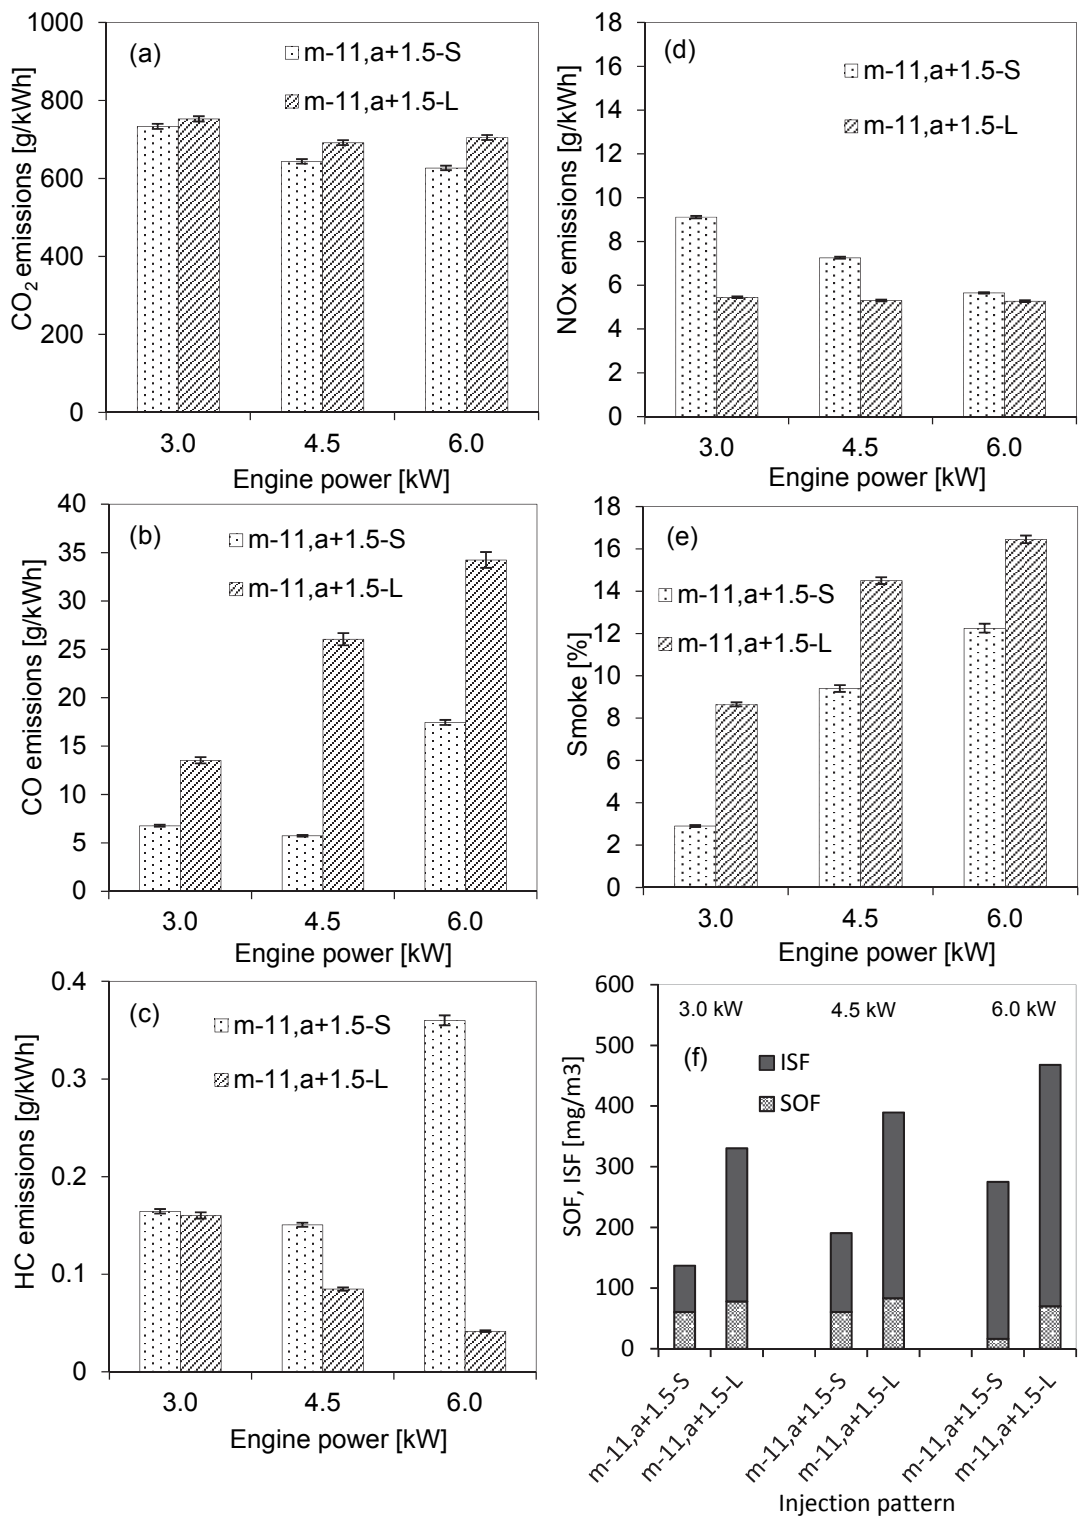 (a)
m-11,a+1.5-S
m-11,a+1.5-L
CO2 emissions [g/kWh]
1000
800
600
400
200
0
3.0 4.5 6.0
Engine power [kW]
(b)
m-11,a+1.5-S
m-11,a+1.5-L
CO emissions [g/kWh]
40
35
30
25
20
15
10
5
0
3.0 4.5 6.0
Engine power [kW]
(c)
m-11,a+1.5-S
m-11,a+1.5-L
HC emissions [g/kWh]
0.4
0.3
0.2
0.1
0
3.0 4.5 6.0
Engine power [kW]
(d)
m-11,a+1.5-S
m-11,a+1.5-L
NOx emissions [g/kWh]
18
16
14
12
10
8
6
4
2
0
3.0 4.5 6.0
Engine power [kW]
(e)
m-11,a+1.5-S
m-11,a+1.5-L
Smoke [%]
18
16
14
12
10
8
6
4
2
0
3.0 4.5 6.0
Engine power [kW]
3.0 kW 4.5 kW 6.0 kW
(f)
ISF
SOF
SOF, ISF [mg/m3]
600
500
400
300
200
100
0
m-11,a+1.5-S
m-11,a+1.5-L
m-11,a+1.5-S
m-11,a+1.5-L
m-11,a+1.5-S
m-11,a+1.5-L
Injection pattern